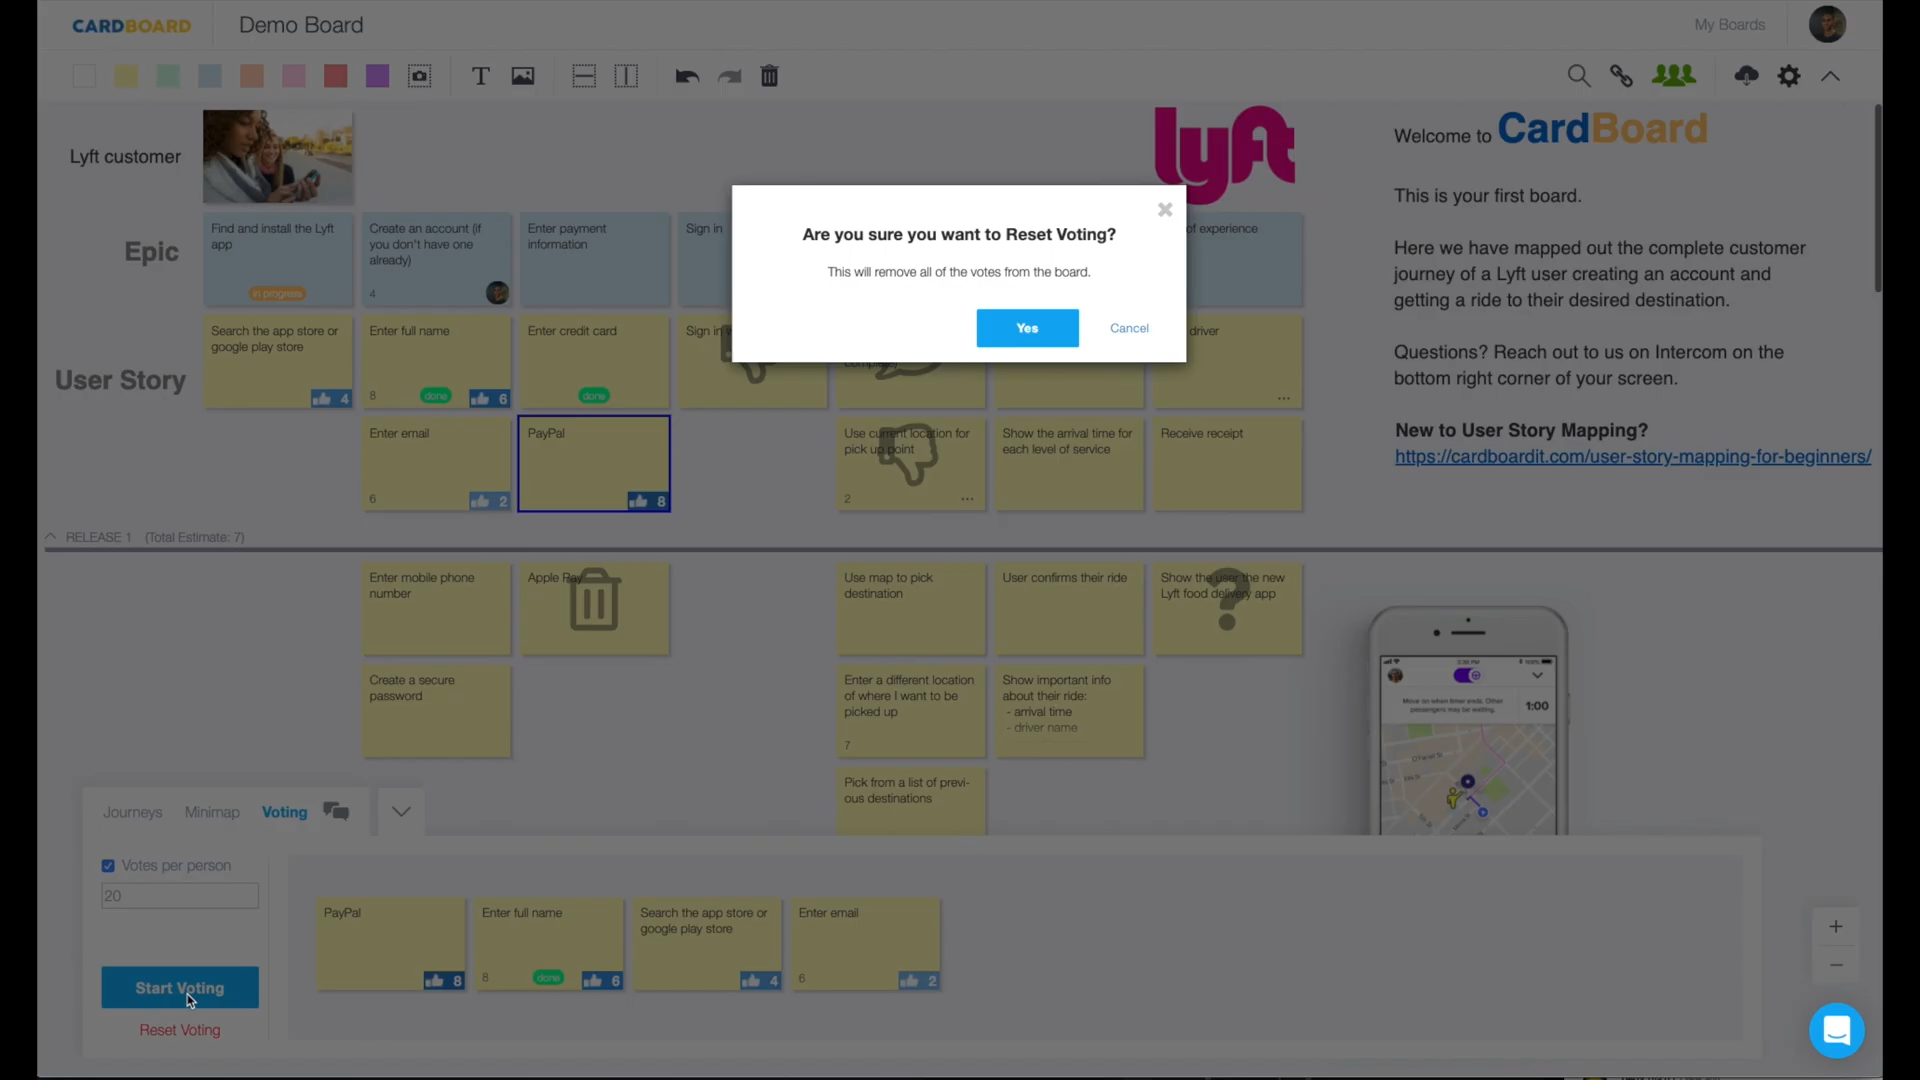 CARDBOARD
Demo Board
My Boards
T
Lyft customer
lyft
Welcome to CardBoard
This is your first board.
Here we have mapped out the complete customer
journey of a Lyft user creating an account and
getting a ride to their desired destination.
Questions? Reach out to us on Intercom on the
bottom right corner of your screen.
New to User Story Mapping?
https://cardboardit.com/user-story-mapping-for-beginners/
Are you sure you want to Reset Voting?
This will remove all of the votes from the board.
Yes
Cancel
Epic
Find and install the Lyft
app
in progress
Create an account (if
you don't have one
already)
4
Enter payment
information
Sign in
of experience
User Story
Search the app store or
google play store
4
Enter full name
8
done
6
Enter credit card
done
Sign in
driver
...
Enter email
6
2
PayPal
8
Use current location for
pick up point
2
...
Show the arrival time for
each level of service
Receive receipt
RELEASE 1 (Total Estimate: 7)
Enter mobile phone
number
Apple Pay
Use map to pick
destination
User confirms their ride
Show the user the new
Lyft food delivery app
?
Create a secure
password
Enter a different location
of where I want to be
picked up
7
Show important info
about their ride:
- arrival time
- driver name
Pick from a list of previ-
ous destinations
Move on when timer ends. Other
passengers may be waiting.
1:00
Journeys
Minimap
Voting
Votes per person
20
Start Voting
Reset Voting
PayPal
8
Enter full name
8
done
6
Search the app store or
google play store
4
Enter email
6
2
+
−